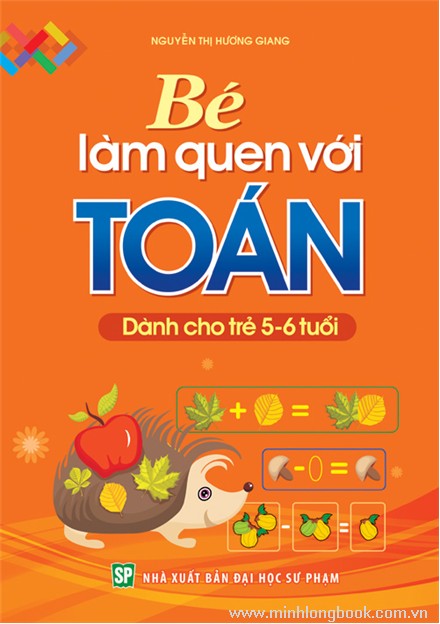 NGUYỄN THỊ HƯƠNG GIANG
Bé
làm quen với
TOÁN
Dành cho trẻ 5-6 tuổi
+ =
- 0 =
- =
SP NHÀ XUẤT BẢN ĐẠI HỌC SƯ PHẠM
www.minhlongbook.com.vn